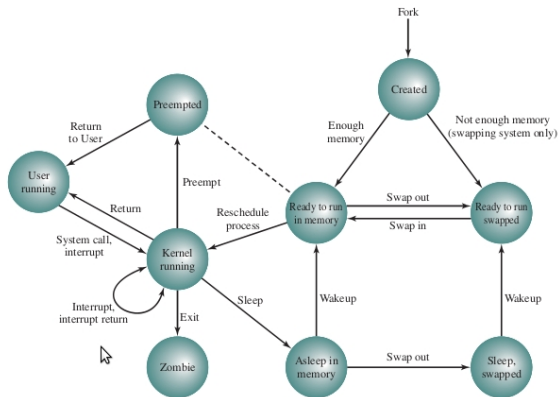 Fork
Created
Preempted
Enough
memory
Not enough memory
(swapping system only)
Return
to User
User
running
Preempt
Return
Reschedule
process
Ready to run
in memory
Swap out
Swap in
Ready to run
swapped
System call,
interrupt
Kernel
running
Interrupt,
interrupt return
Sleep
Wakeup
Wakeup
Exit
Zombie
Asleep in
memory
Swap out
Sleep,
swapped